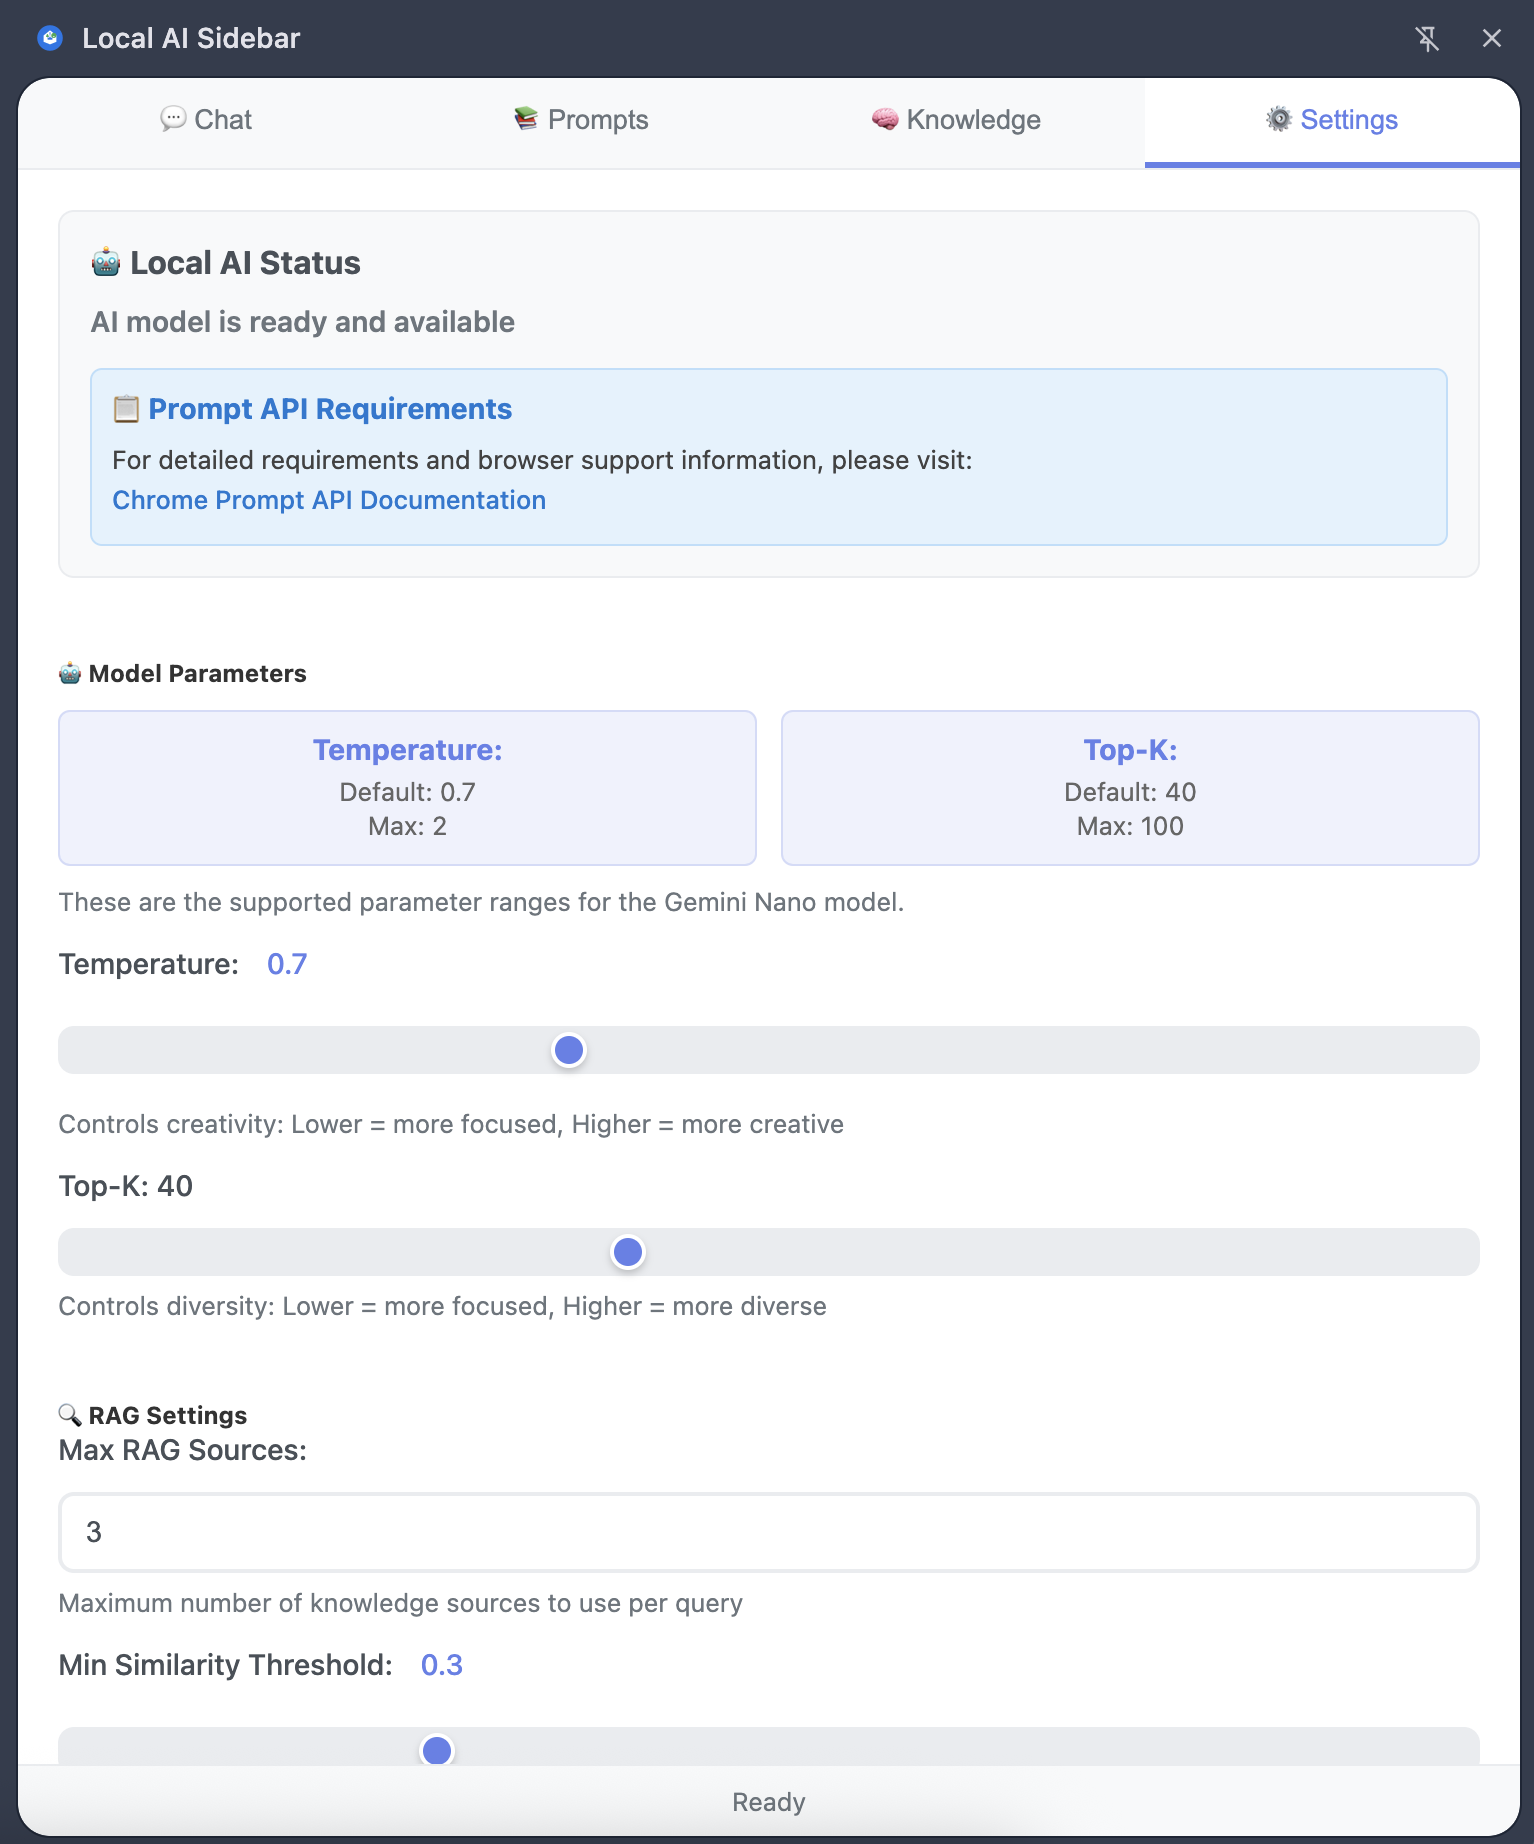 Local AI Sidebar
💬 Chat
📚 Prompts
🧠 Knowledge
⚙️ Settings
🤖 Local AI Status
AI model is ready and available
📋 Prompt API Requirements
For detailed requirements and browser support information, please visit:
Chrome Prompt API Documentation
🤖 Model Parameters
Temperature:
Default: 0.7
Max: 2
Top-K:
Default: 40
Max: 100
These are the supported parameter ranges for the Gemini Nano model.
Temperature: 0.7
Controls creativity: Lower = more focused, Higher = more creative
Top-K: 40
Controls diversity: Lower = more focused, Higher = more diverse
🔍 RAG Settings
Max RAG Sources:
3
Maximum number of knowledge sources to use per query
Min Similarity Threshold: 0.3
Ready